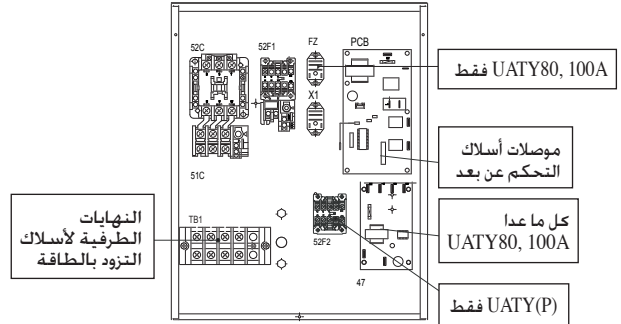 52C
52F1
FZ
PCB
UATY80, 100A فقط
X1
موصلات أسلاك
التحكم عن بعد
51C
النهايات
الطرفية لأسلاك
التزود بالطاقة
TB1
52F2
كل ما عدا
UATY80, 100A
47
UATY(P) فقط